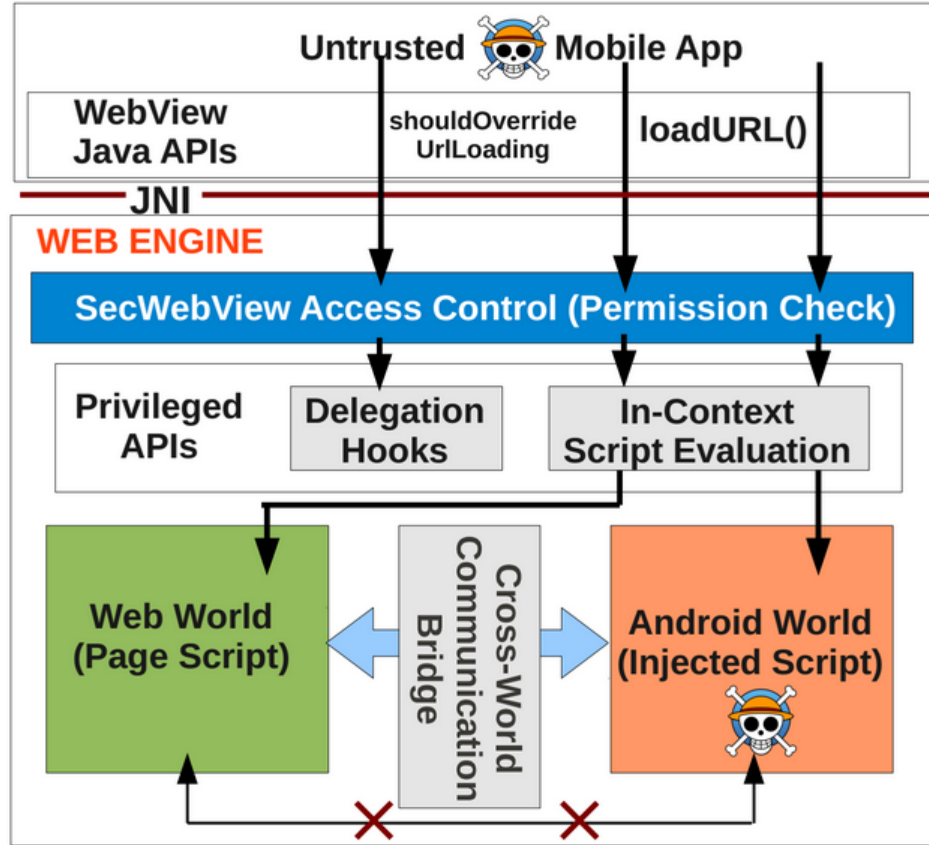 Untrusted Mobile App
WebView
Java APIs
shouldOverride
UrlLoading
loadURL()
JNI
WEB ENGINE
SecWebView Access Control (Permission Check)
Privileged
APIs
Delegation
Hooks
In-Context
Script Evaluation
Web World
(Page Script)
Cross-World
Communication
Bridge
Android World
(Injected Script)